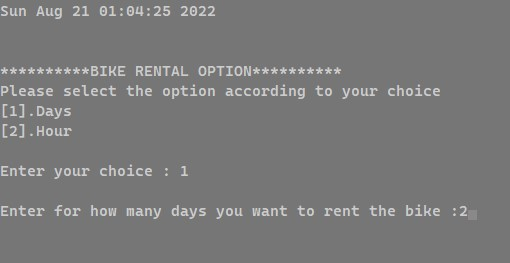 Sun Aug 21 01:04:25 2022
**********BIKE RENTAL OPTION**********
Please select the option according to your choice
[1].Days
[2].Hour
Enter your choice : 1
Enter for how many days you want to rent the bike :2